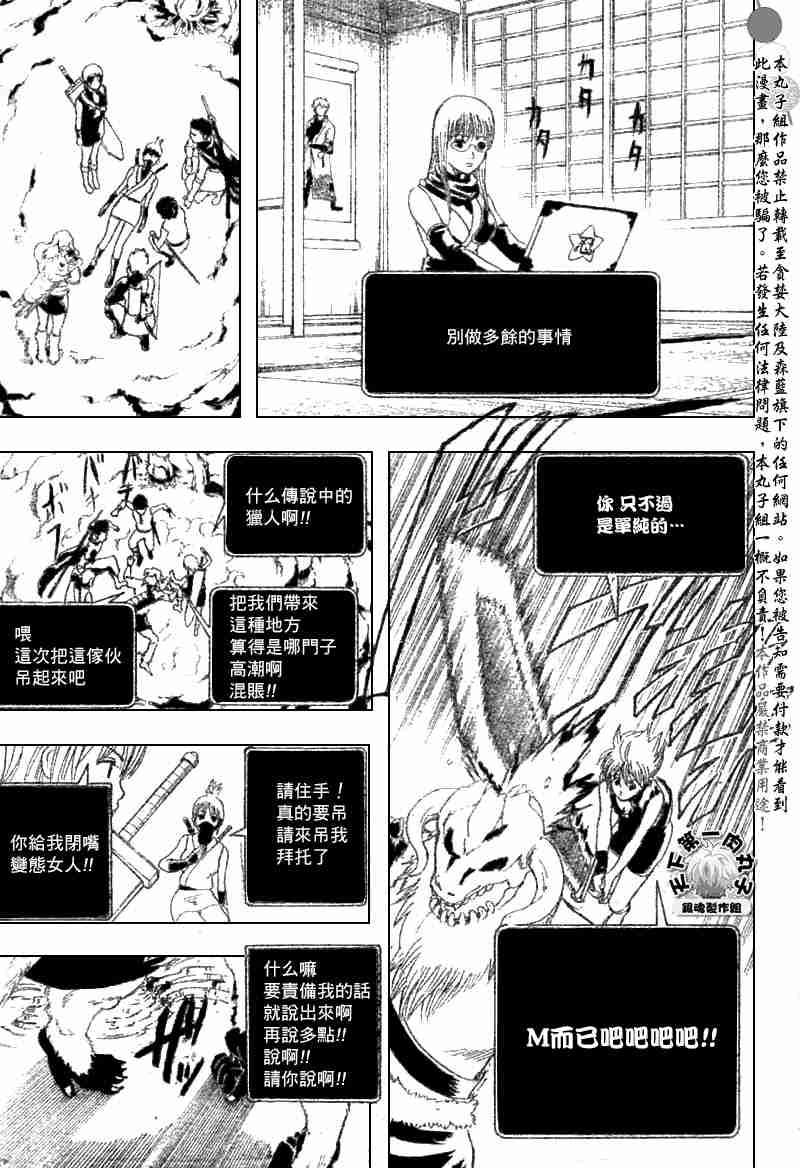 カタ
カタ
別做多餘的事情
什么傳說中的
獵人啊!!
把我們帶來
這種地方
算得是哪門子
高潮啊
混賬!!
喂
這次把這傢伙
吊起來吧
你 只不過
是單純的…
M而已吧吧吧吧!!
請住手！
真的要吊
請來吊我
拜托了
你給我閉嘴
變態女人!!
什么嘛
要責備我的話
就說出來啊
再說多點!!
說啊!!
請你說啊!!
本丸子組作品禁止轉載至貪婪大陸及森藍旗下的任何網站。如果您被告知需要付款才能看到
此漫畫，那麼您被騙了。若發生任何法律問題，本丸子組一概不負責！本作品嚴禁商業用途！
天下第一肉丸子
銀魂製作組